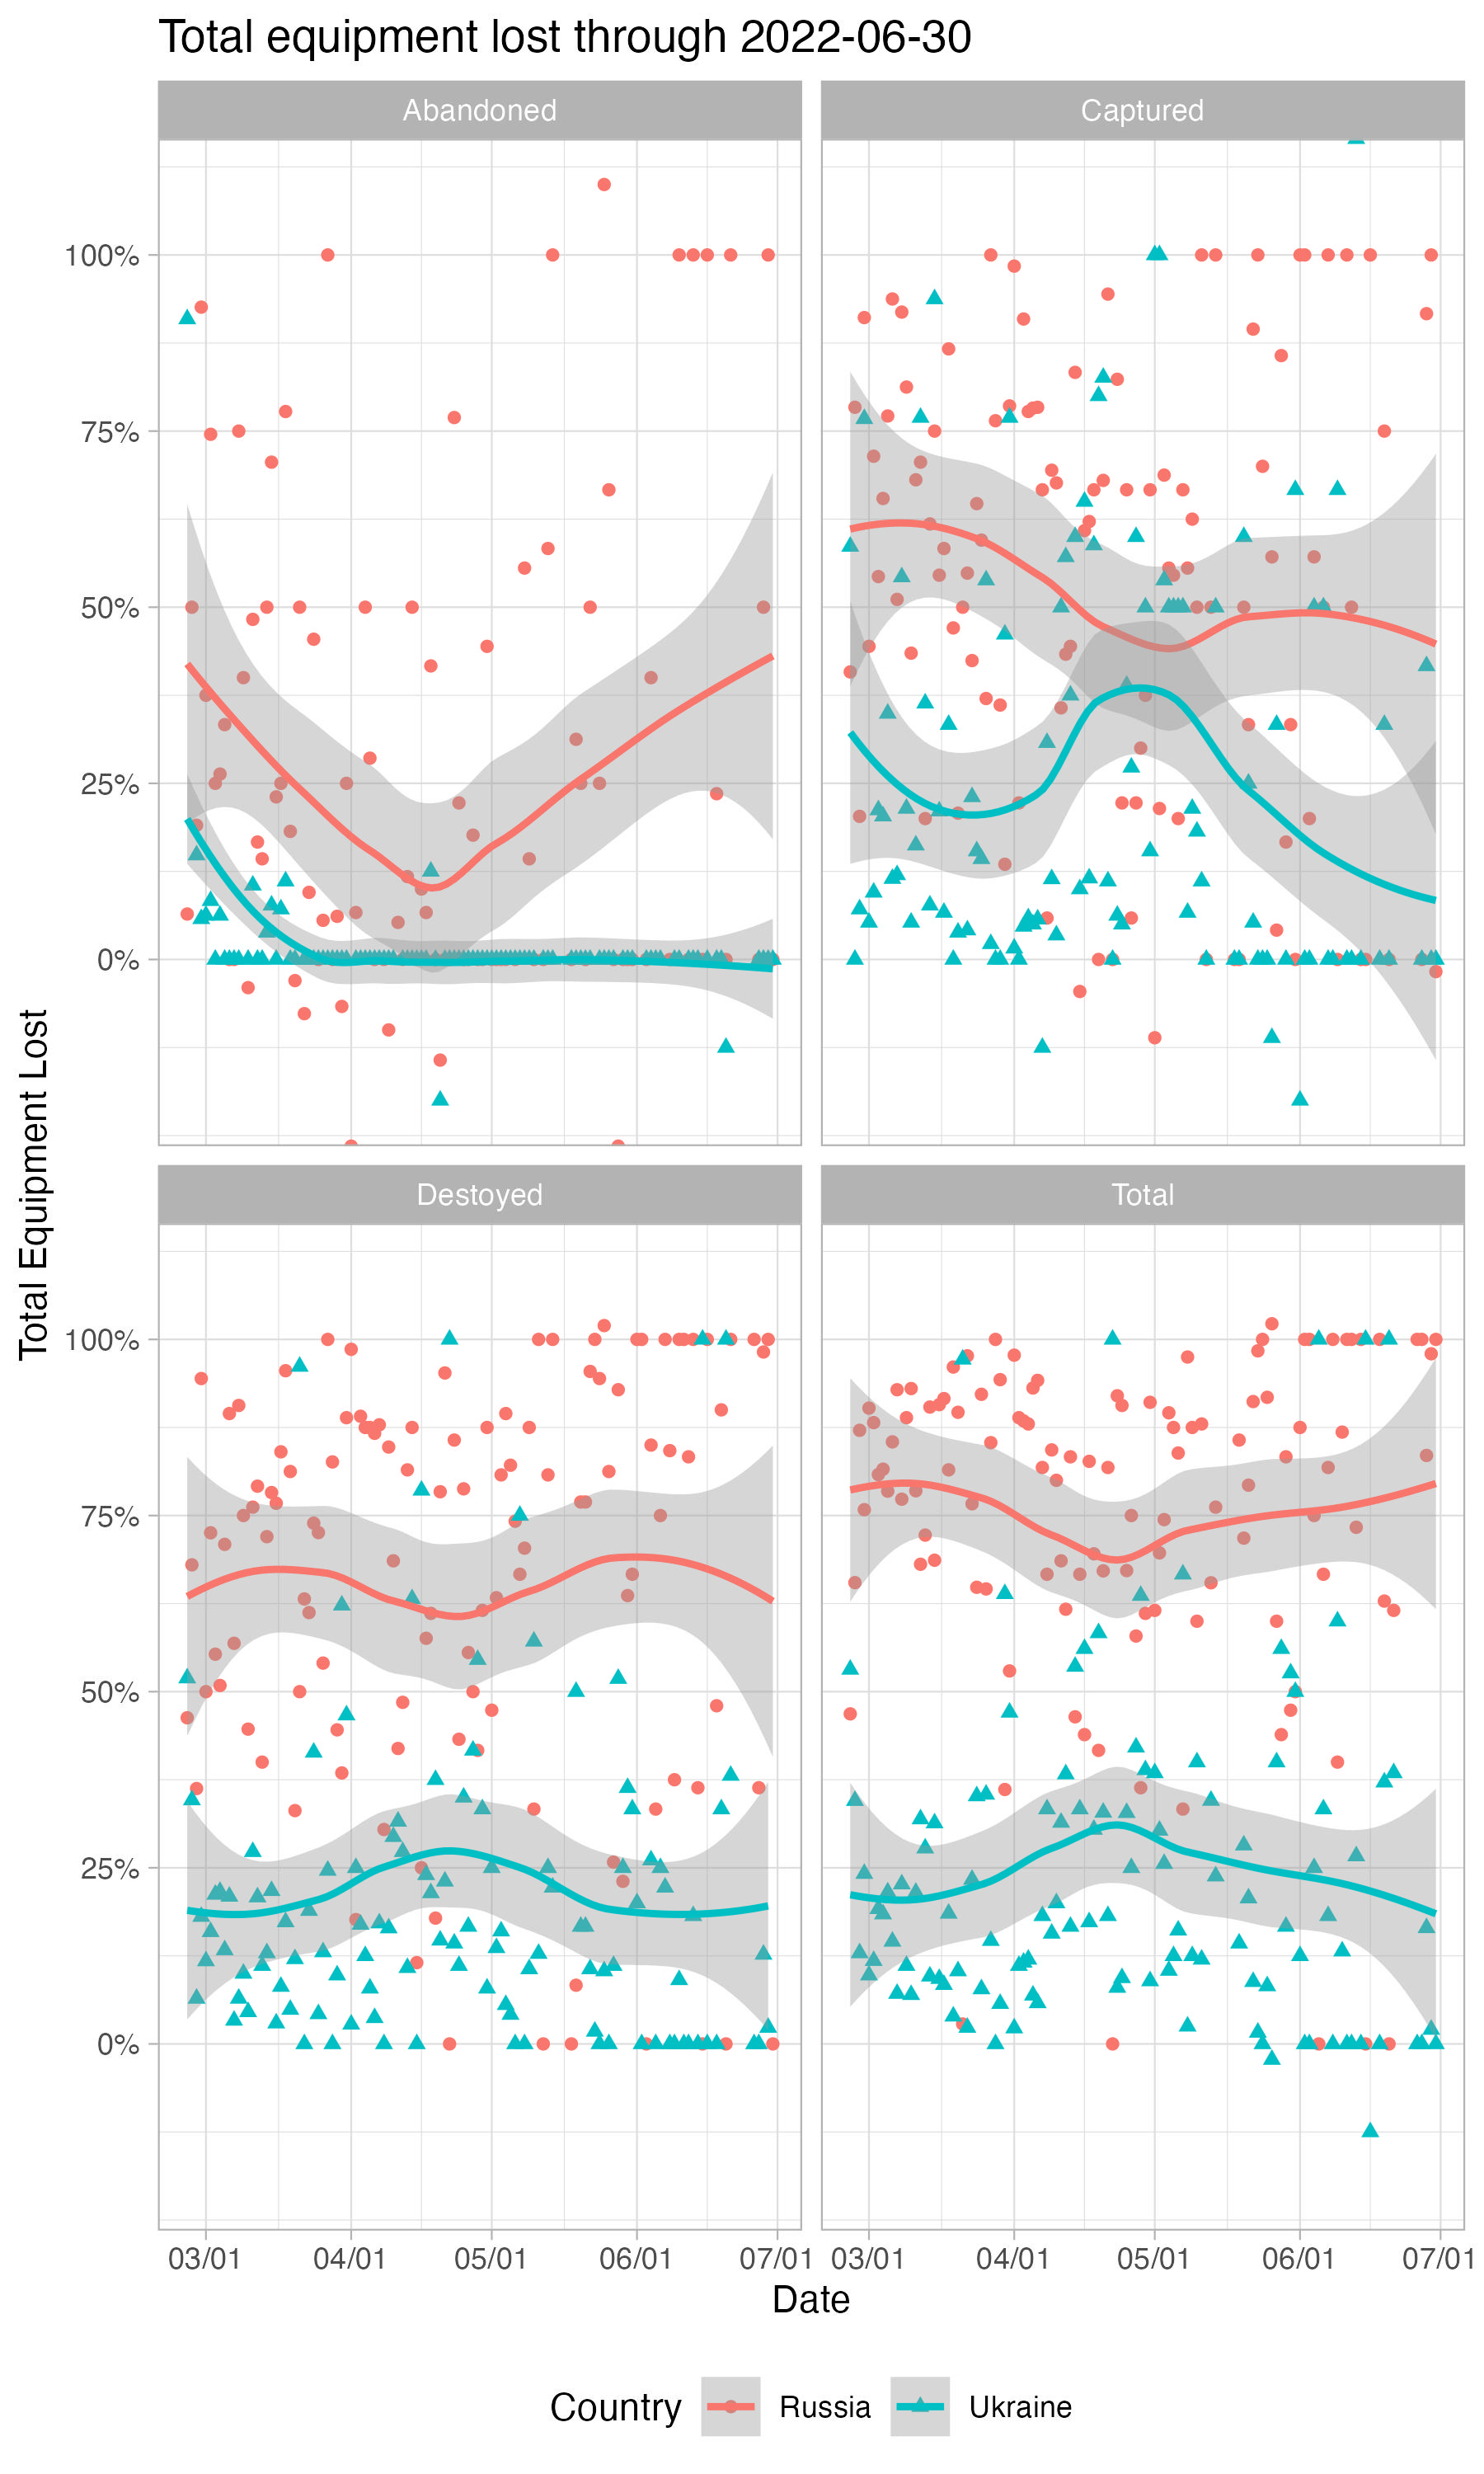 Total equipment lost through 2022-06-30
Abandoned
Captured
100%
75%
50%
25%
0%
Total Equipment Lost
Destoyed
Total
100%
75%
50%
25%
0%
03/01 04/01 05/01 06/01 07/01
03/01 04/01 05/01 06/01 07/01
Date
Country Russia Ukraine